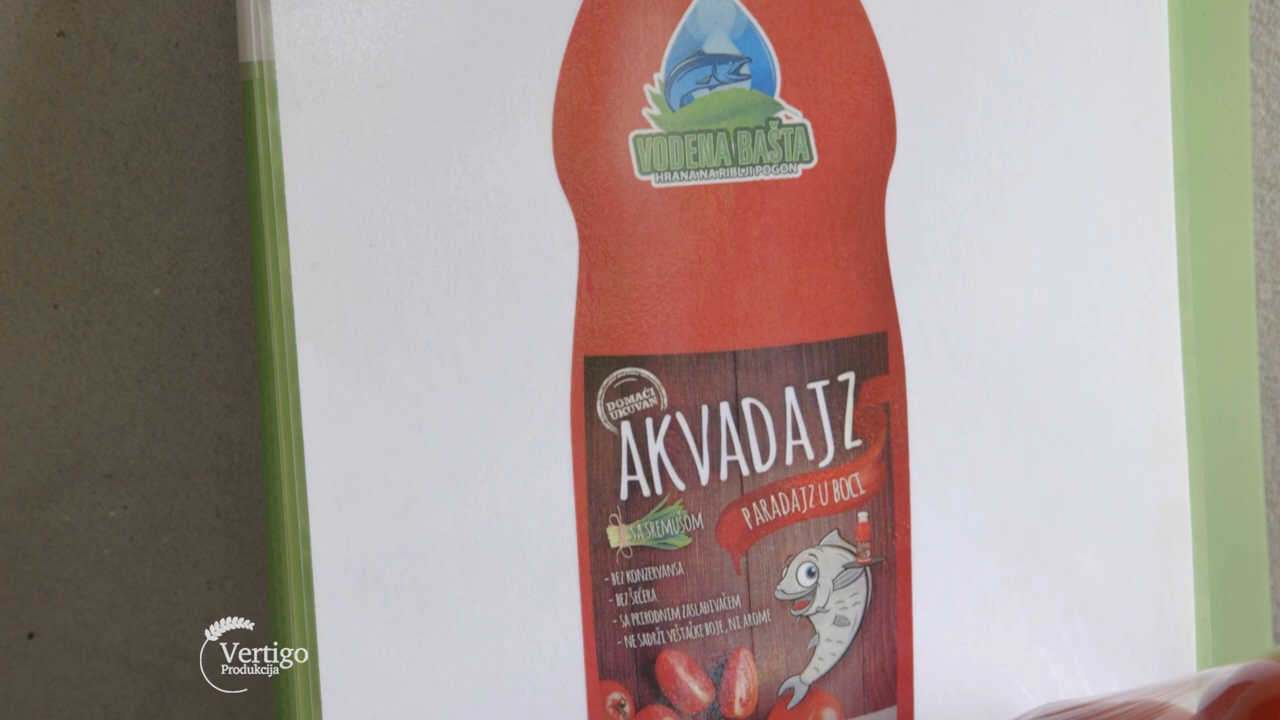 VODENA BAŠTA
HRANA NA RIBLJI POGON
DOMAĆI
UKUVAN
AKVADAJZ
PARADAJZ U BOCI
SA SREMUŠOM
- BEZ KONZERVANSA
- BEZ ŠEĆERA
- SA PRIRODNIM ZASLAĐIVAČEM
- NE SADRŽI VEŠTAČKE BOJE, NI AROME
Vertigo
Produkcija